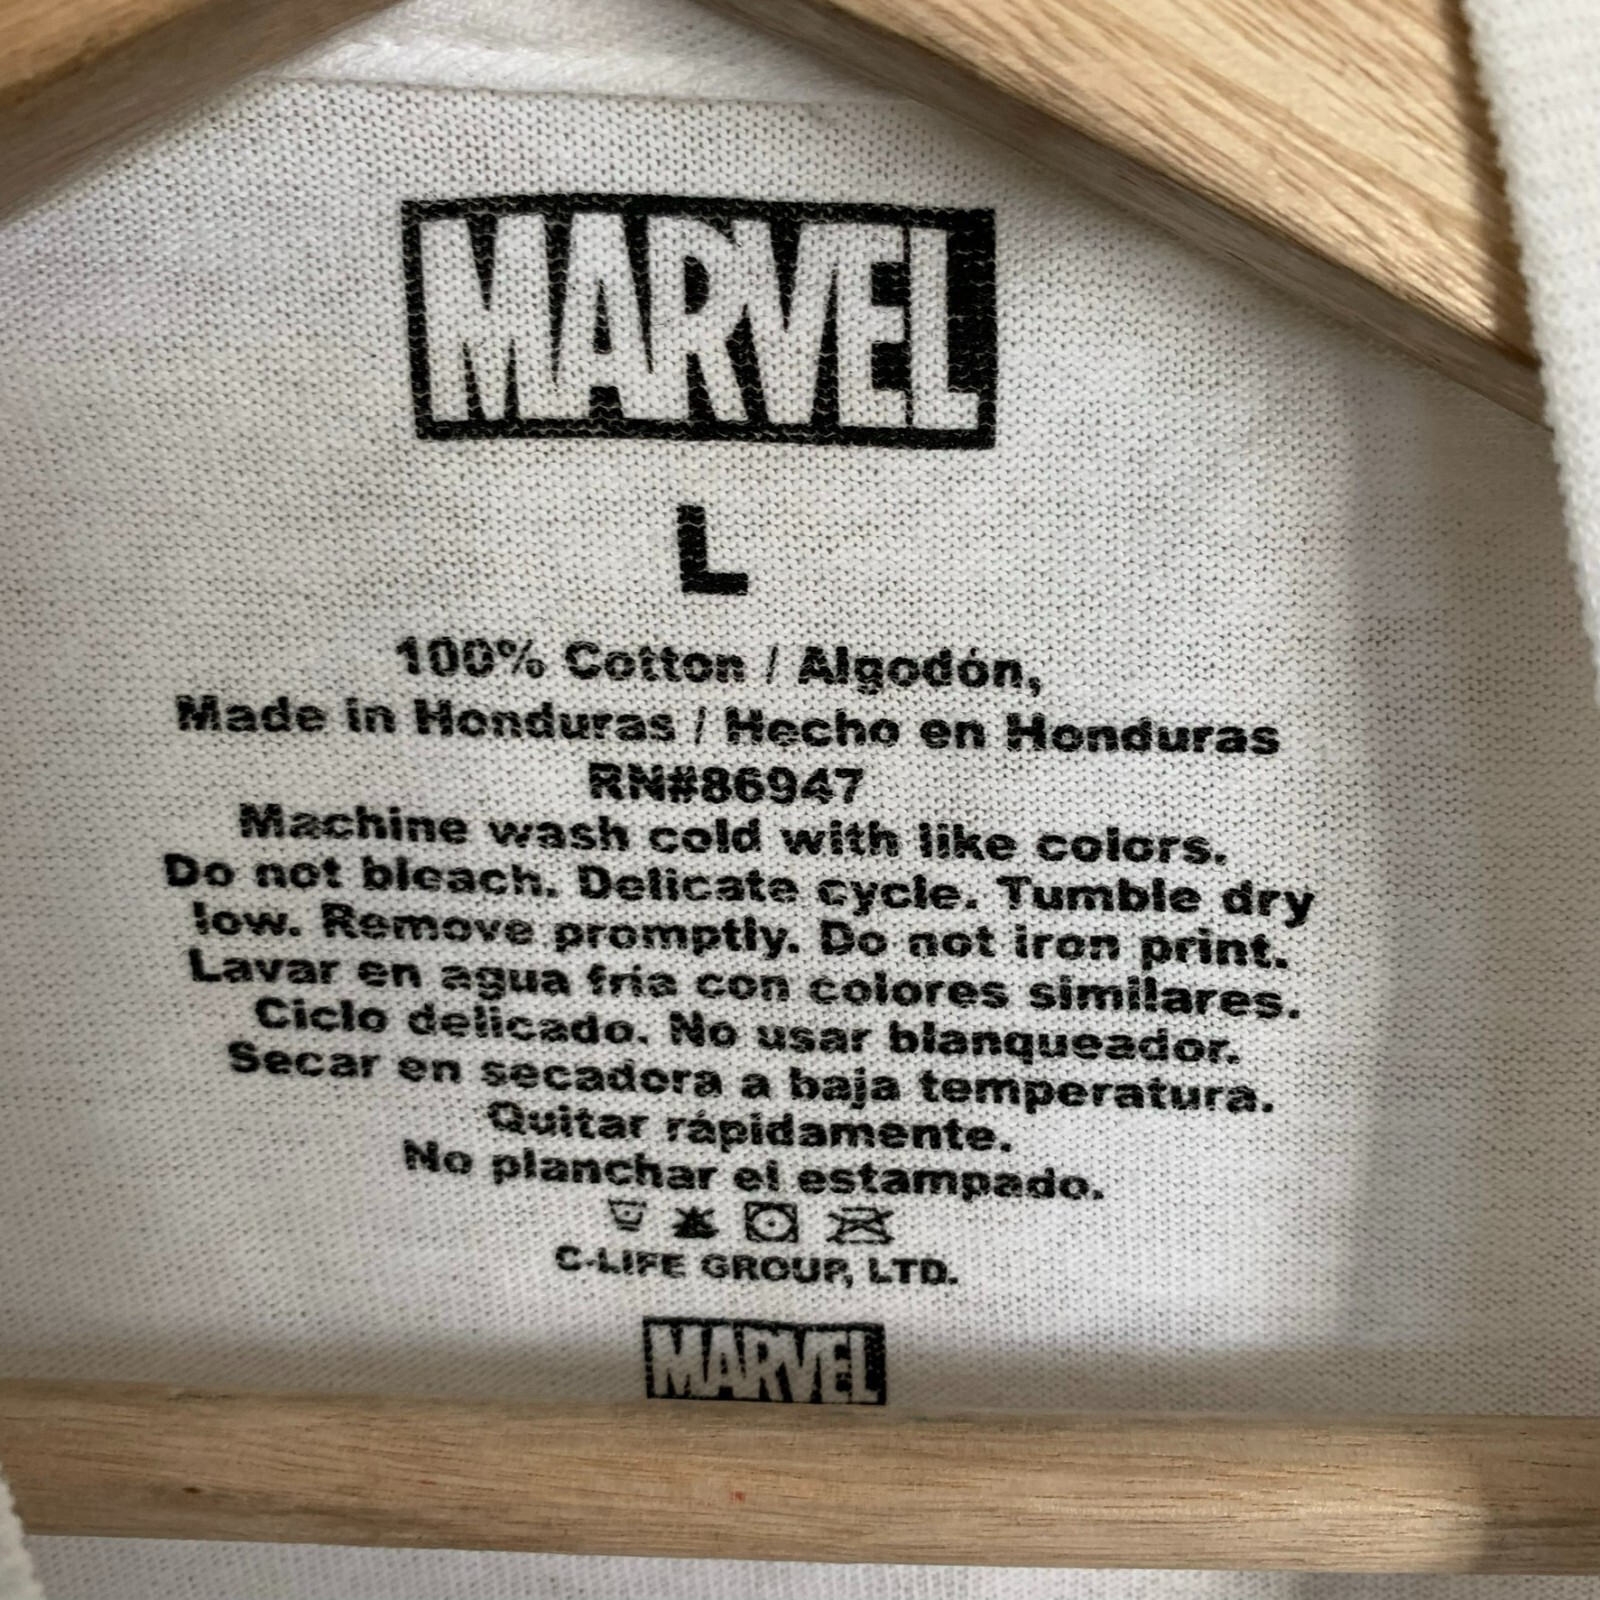 MARVEL
L
100% Cotton / Algodón,
Made in Honduras / Hecho en Honduras
RN#86947
Machine wash cold with like colors.
Do not bleach. Delicate cycle. Tumble dry
low. Remove promptly. Do not iron print.
Lavar en agua fria con colores similares.
Ciclo delicado. No usar blanqueador.
Secar en secadora a baja temperatura.
Quitar rápidamente.
No planchar el estampado.
C-LIFE GROUP, LTD.
MARVEL